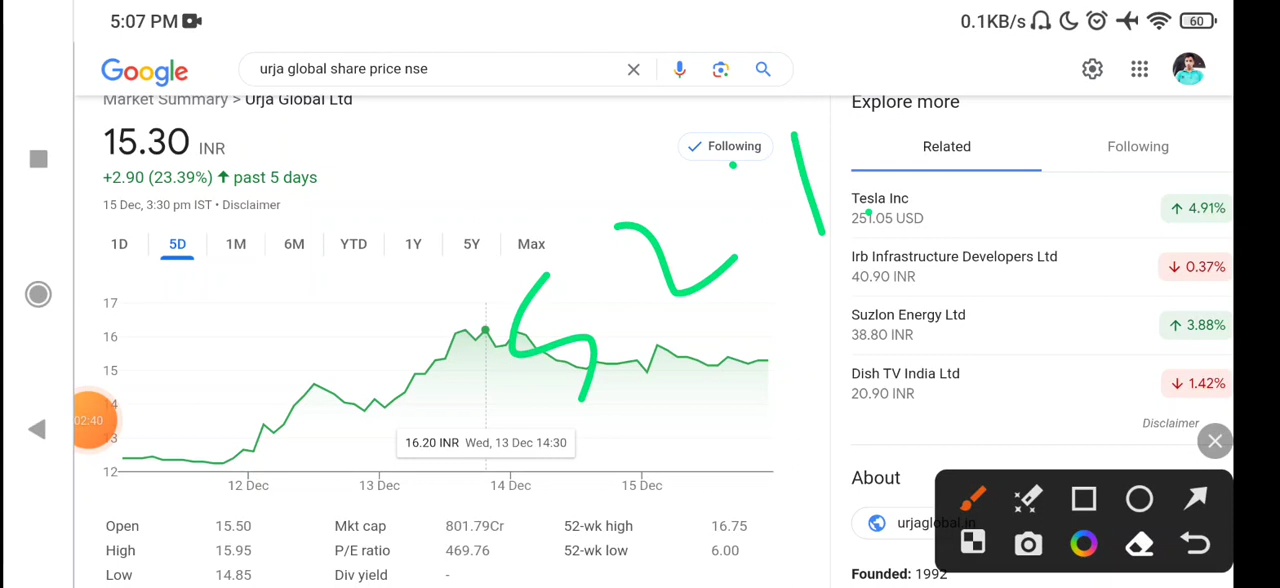 5:07 PM
0.1KB/s
60
Google
urja global share price nse
Market Summary > Urja Global Ltd
15.30 INR
Following
+2.90 (23.39%) ↑ past 5 days
15 Dec, 3:30 pm IST • Disclaimer
1D 5D 1M 6M YTD 1Y 5Y Max
17
16
15
14
13
12
16.20 INR Wed, 13 Dec 14:30
12 Dec 13 Dec 14 Dec 15 Dec
02:40
Open 15.50 Mkt cap 801.79Cr 52-wk high 16.75
High 15.95 P/E ratio 469.76 52-wk low 6.00
Low 14.85 Div yield -
Explore more
Related Following
Tesla Inc
251.05 USD
↑ 4.91%
Irb Infrastructure Developers Ltd
40.90 INR
↓ 0.37%
Suzlon Energy Ltd
38.80 INR
↑ 3.88%
Dish TV India Ltd
20.90 INR
↓ 1.42%
Disclaimer
About
urjaglobal.in
Founded: 1992